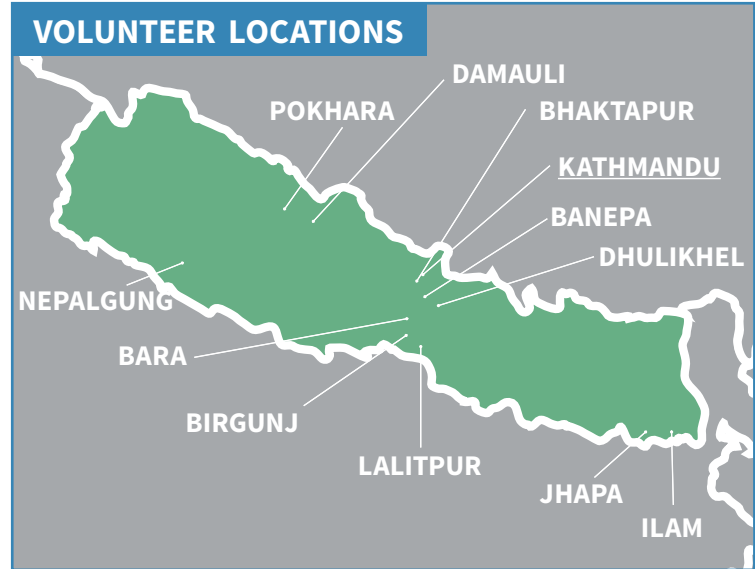 VOLUNTEER LOCATIONS
DAMAULI
POKHARA
BHAKTAPUR
KATHMANDU
BANEPA
DHULIKHEL
NEPALGUNG
BARA
BIRGUNJ
LALITPUR
JHAPA
ILAM